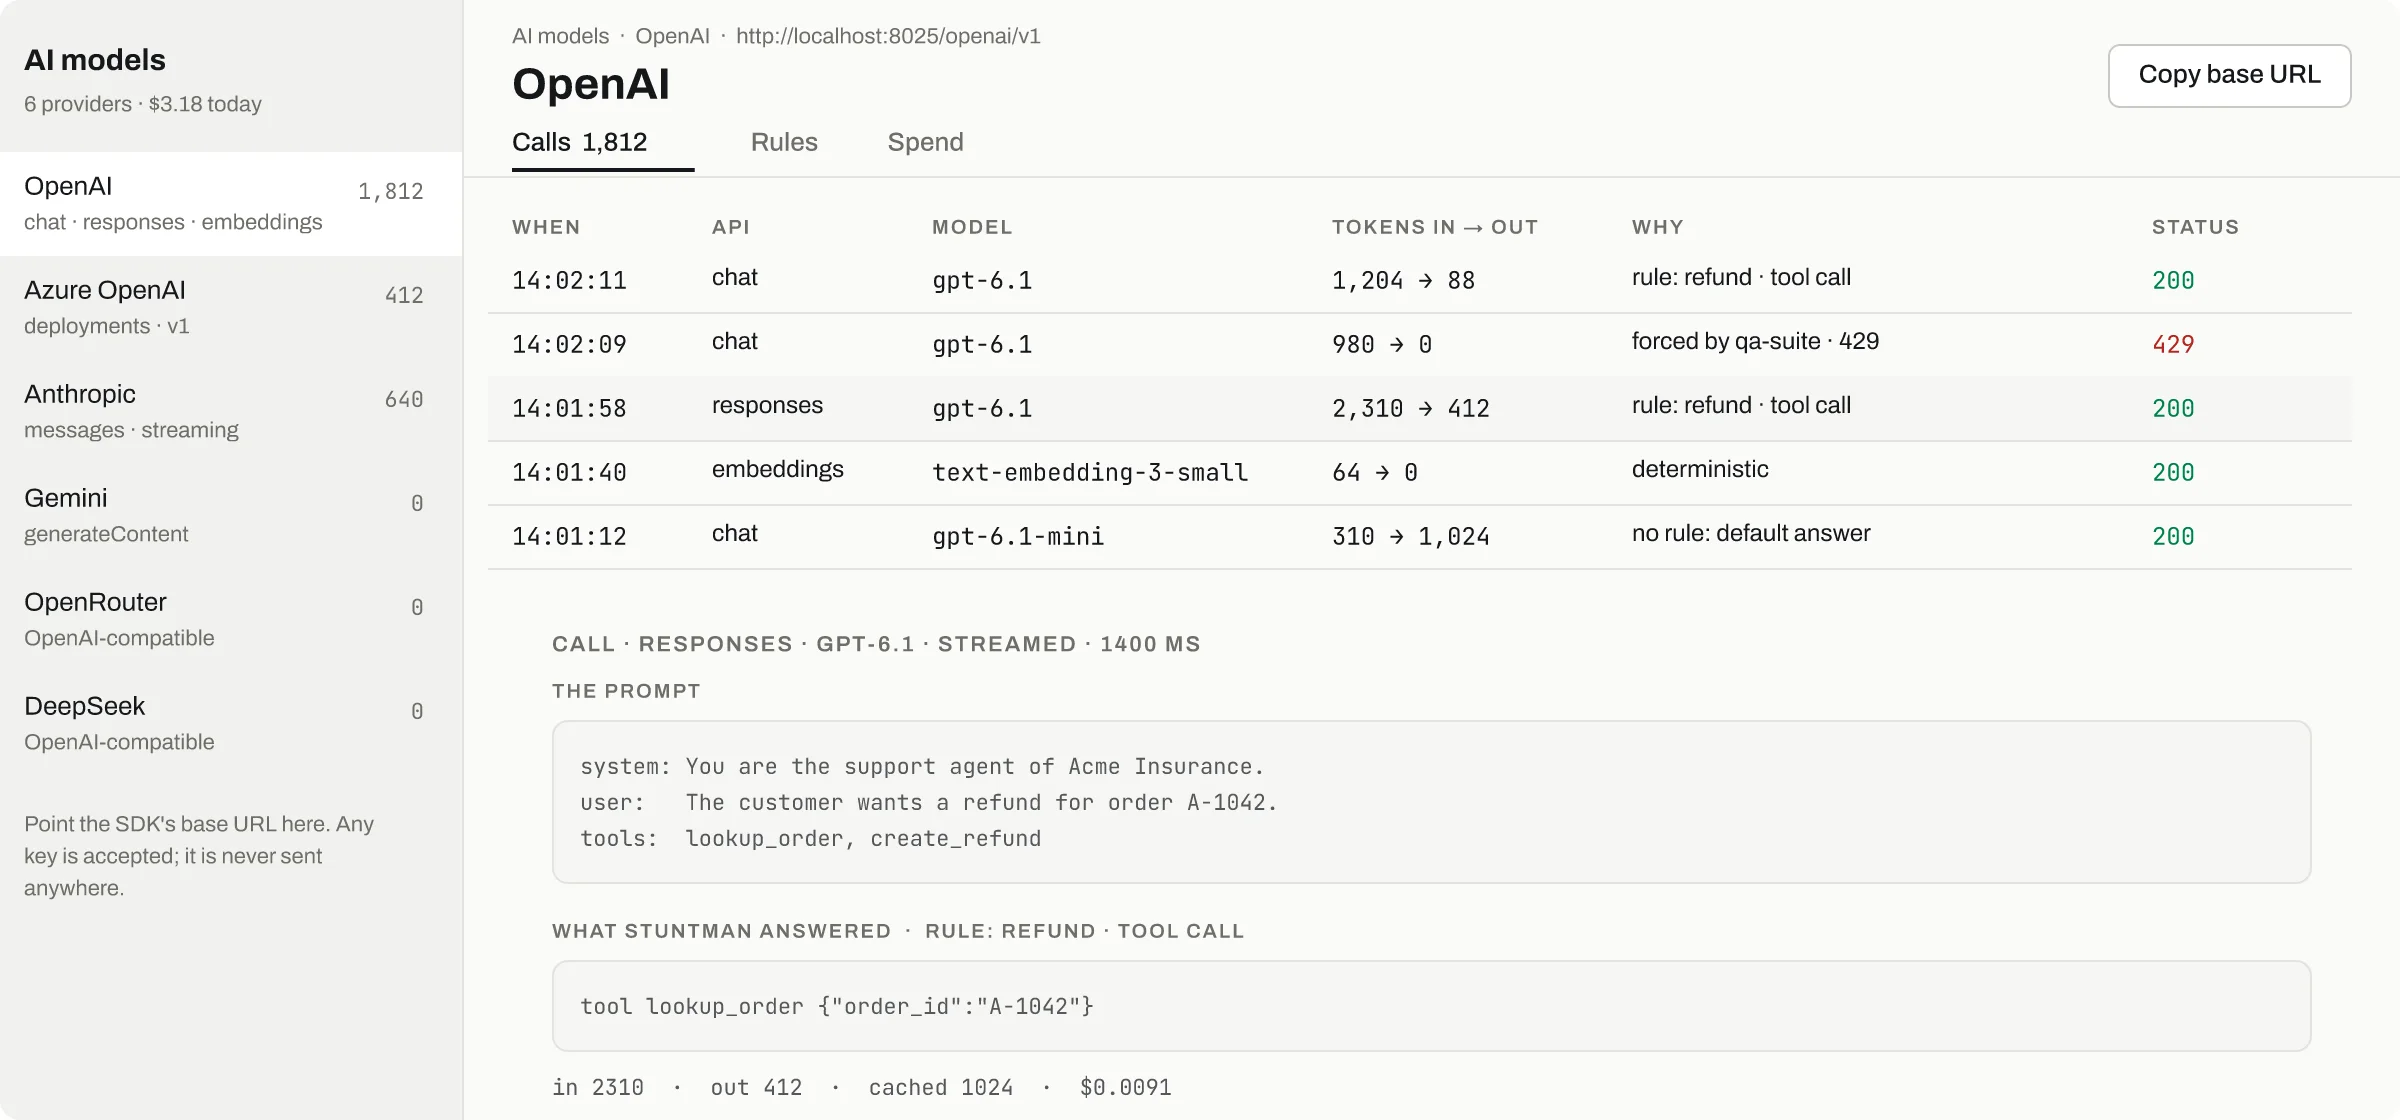 AI models
6 providers · $3.18 today
OpenAI 1,812
chat · responses · embeddings
Azure OpenAI 412
deployments · v1
Anthropic 640
messages · streaming
Gemini 0
generateContent
OpenRouter 0
OpenAI-compatible
DeepSeek 0
OpenAI-compatible
Point the SDK's base URL here. Any
key is accepted; it is never sent
anywhere.
AI models · OpenAI · http://localhost:8025/openai/v1
OpenAI
Copy base URL
Calls 1,812 Rules Spend
WHEN API MODEL TOKENS IN → OUT WHY STATUS
14:02:11 chat gpt-6.1 1,204 → 88 rule: refund · tool call 200
14:02:09 chat gpt-6.1 980 → 0 forced by qa-suite · 429 429
14:01:58 responses gpt-6.1 2,310 → 412 rule: refund · tool call 200
14:01:40 embeddings text-embedding-3-small 64 → 0 deterministic 200
14:01:12 chat gpt-6.1-mini 310 → 1,024 no rule: default answer 200
CALL · RESPONSES · GPT-6.1 · STREAMED · 1400 MS
THE PROMPT
system: You are the support agent of Acme Insurance.
user: The customer wants a refund for order A-1042.
tools: lookup_order, create_refund
WHAT STUNTMAN ANSWERED · RULE: REFUND · TOOL CALL
tool lookup_order {"order_id":"A-1042"}
in 2310 · out 412 · cached 1024 · $0.0091